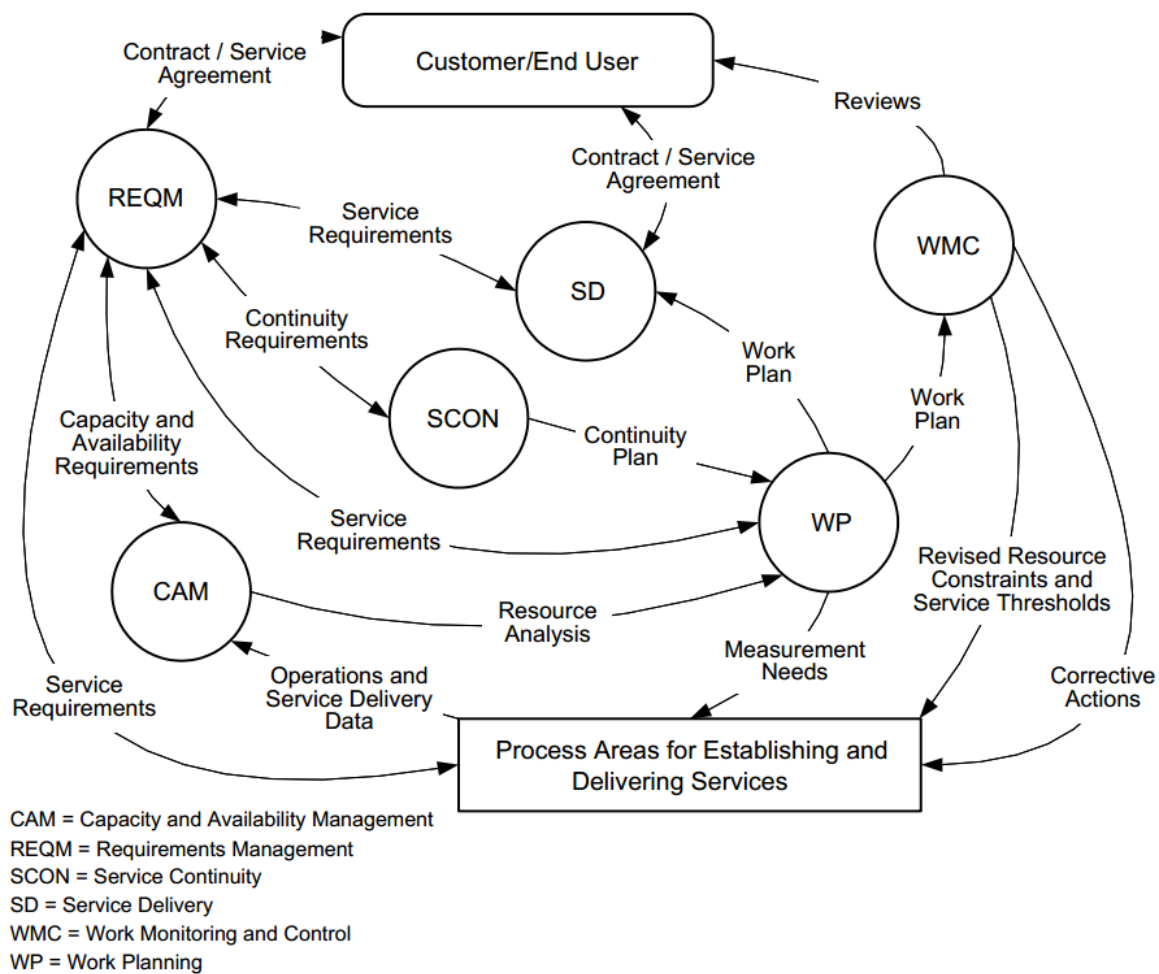 Contract / Service
Agreement
Customer/End User
Reviews
Contract / Service
Agreement
REQM
Service
Requirements
WMC
SD
Continuity
Requirements
Work
Plan
Work
Plan
SCON
Capacity and
Availability
Requirements
Continuity
Plan
Service
Requirements
WP
Revised Resource
Constraints and
Service Thresholds
CAM
Resource
Analysis
Measurement
Needs
Service
Requirements
Operations and
Service Delivery
Data
Corrective
Actions
Process Areas for Establishing and
Delivering Services
CAM = Capacity and Availability Management
REQM = Requirements Management
SCON = Service Continuity
SD = Service Delivery
WMC = Work Monitoring and Control
WP = Work Planning